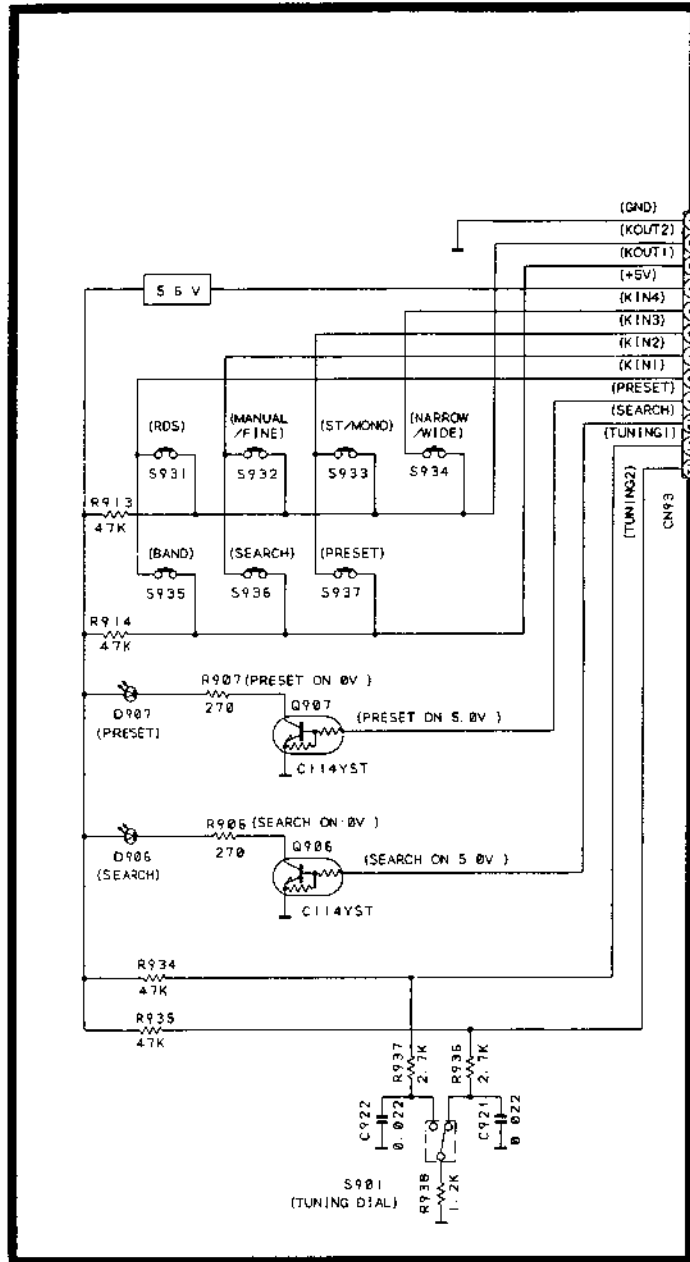 (GND)
(KOUT2)
(KOUT1)
(+5V)
5 6 V
(KIN4)
(KIN3)
(KIN2)
(KIN1)
(PRESET)
(SEARCH)
(TUNING1)
(TUNING2)
CN93
(RDS)
S931
(MANUAL
/FINE)
S932
(ST/MONO)
S933
(NARROW
/WIDE)
S934
R913
47K
(BAND)
S935
(SEARCH)
S936
(PRESET)
S937
R914
47K
R907 (PRESET ON 0V )
270
D907
(PRESET)
Q907
(PRESET ON 5. 0V )
C114YST
R906 (SEARCH ON 0V )
270
D906
(SEARCH)
Q906
(SEARCH ON 5 0V )
C114YST
R934
47K
R935
47K
R937
2.7K
R936
2.7K
C922
0.022
C921
0.022
S901
(TUNING DIAL)
R938
1.2K